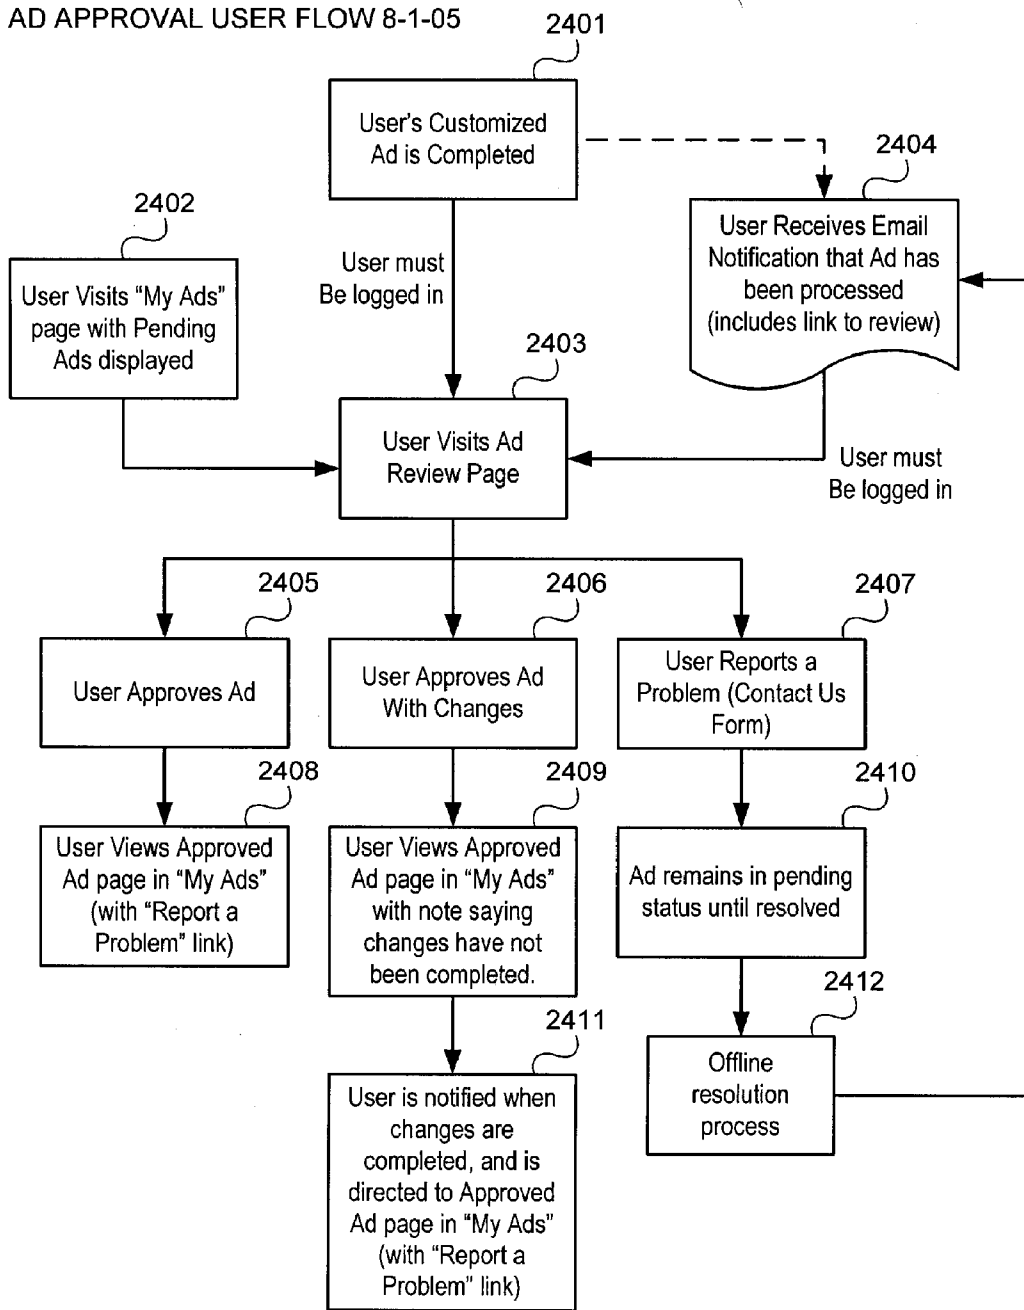 AD APPROVAL USER FLOW 8-1-05
2401
User's Customized
Ad is Completed
2404
User Receives Email
Notification that Ad has
been processed
(includes link to review)
2402
User Visits “My Ads”
page with Pending
Ads displayed
User must
Be logged in
2403
User Visits Ad
Review Page
User must
Be logged in
2405
User Approves Ad
2406
User Approves Ad
With Changes
2407
User Reports a
Problem (Contact Us
Form)
2408
User Views Approved
Ad page in “My Ads”
(with “Report a
Problem” link)
2409
User Views Approved
Ad page in “My Ads”
with note saying
changes have not
been completed.
2410
Ad remains in pending
status until resolved
2411
User is notified when
changes are
completed, and is
directed to Approved
Ad page in “My Ads”
(with “Report a
Problem” link)
2412
Offline
resolution
process